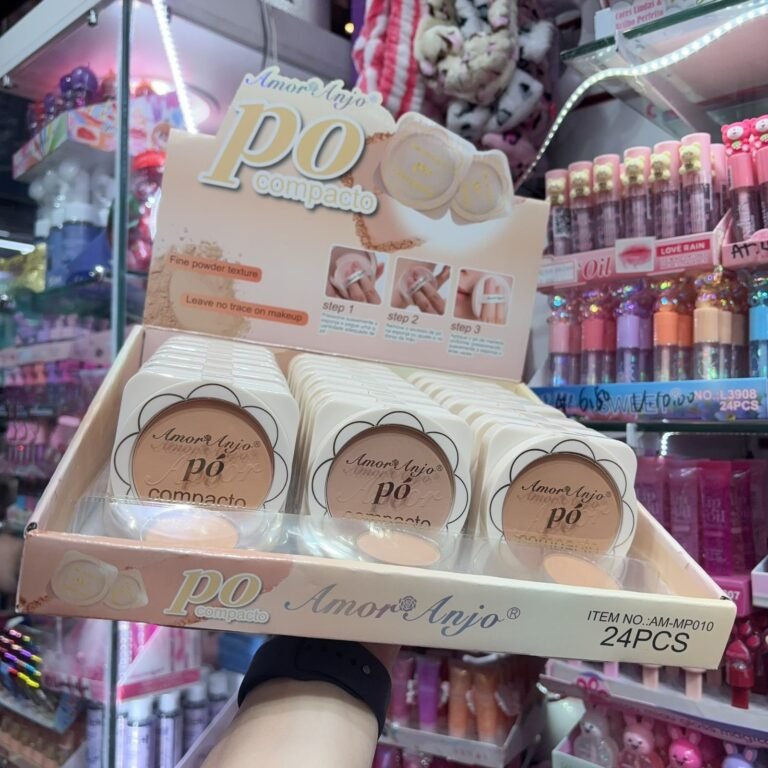 Amor Anjo®
po
compacto
Fine powder texture
Leave no trace on makeup
step 1
step 2
step 3
Amor Anjo®
pó
compacto
Amor Anjo®
pó
compacto
Amor Anjo®
pó
compacto
po
compacto
Amor Anjo®
ITEM NO.:AM-MP010
24PCS
Oil
LOVE RAIN
NO.:L3908
24PCS